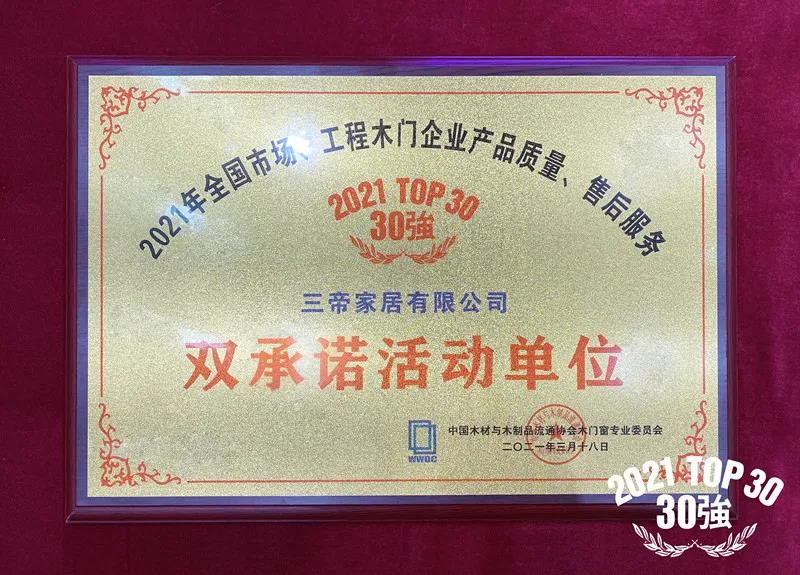 2021年全国市场、工程木门企业产品质量、售后服务
2021 TOP 30
30強
三帝家居有限公司
双承诺活动单位
WWDC
中国木材与木制品流通协会木门窗专业委员会
二〇二一年三月十八日
2021 TOP 30
30強